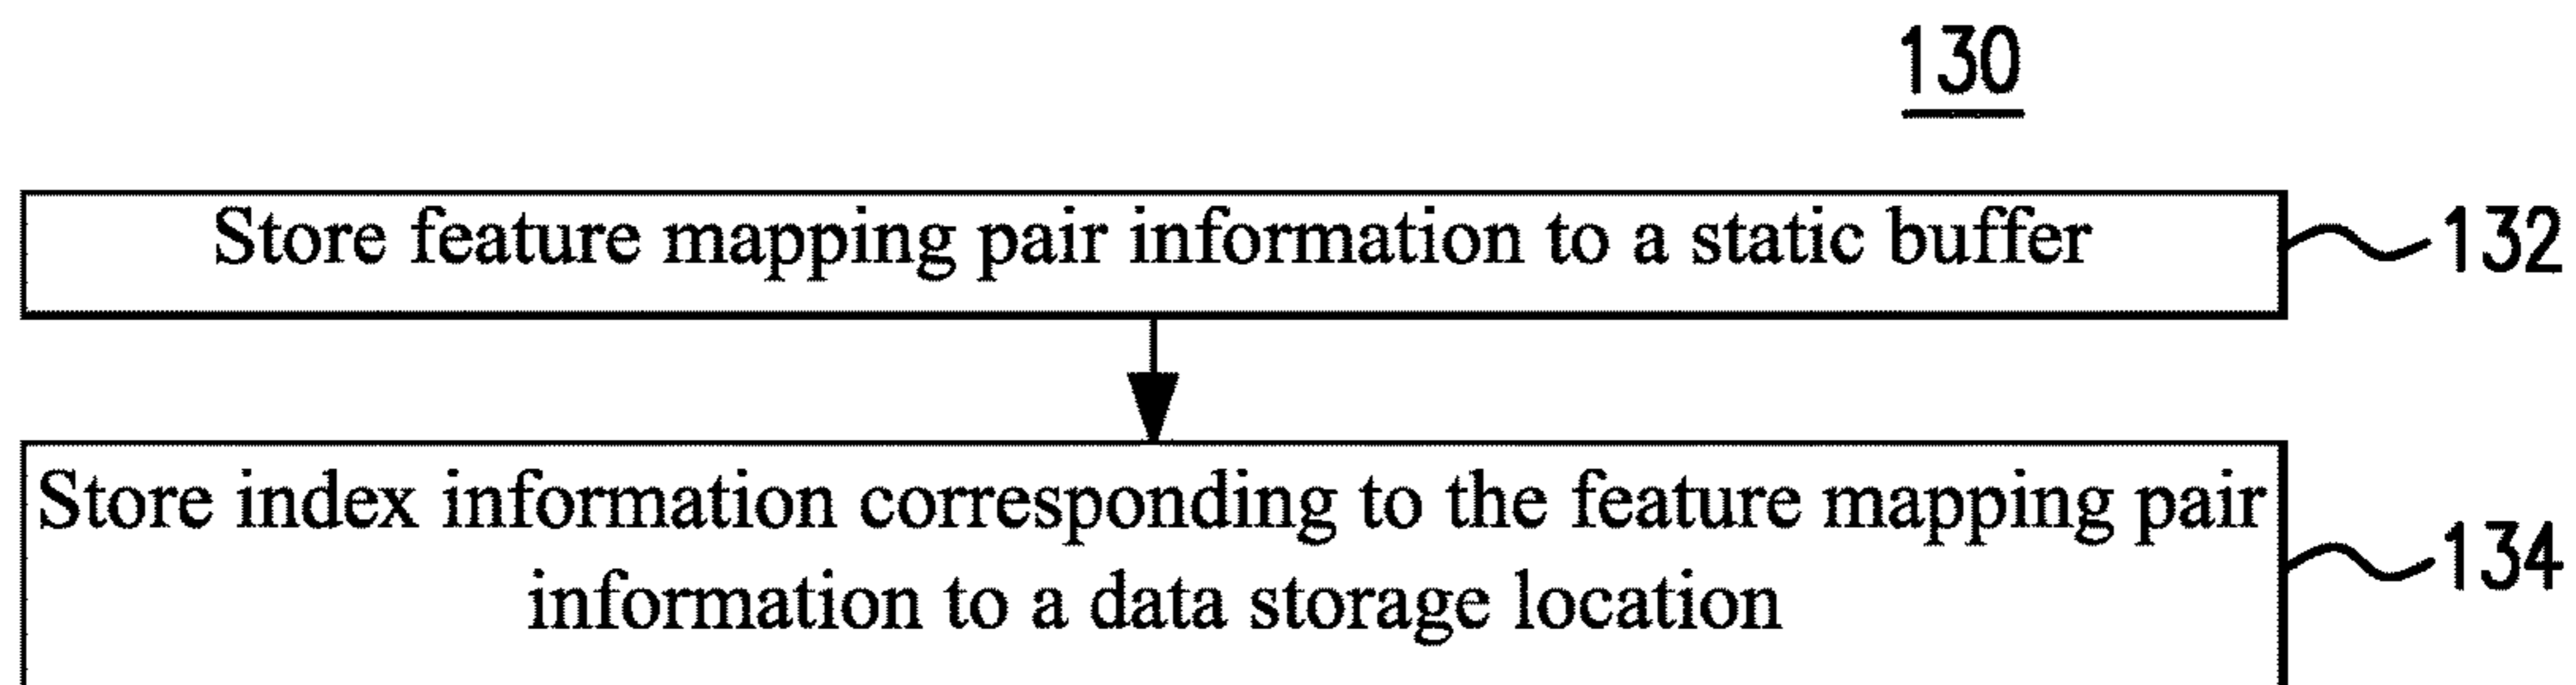 130
Store feature mapping pair information to a static buffer
132
Store index information corresponding to the feature mapping pair
information to a data storage location
134